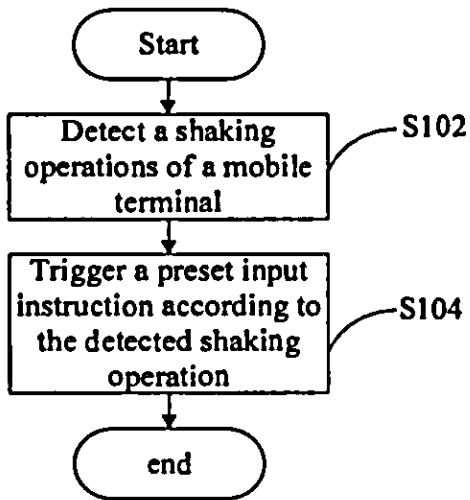 Start
Detect a shaking
operations of a mobile
terminal
S102
Trigger a preset input
instruction according to
the detected shaking
operation
S104
end